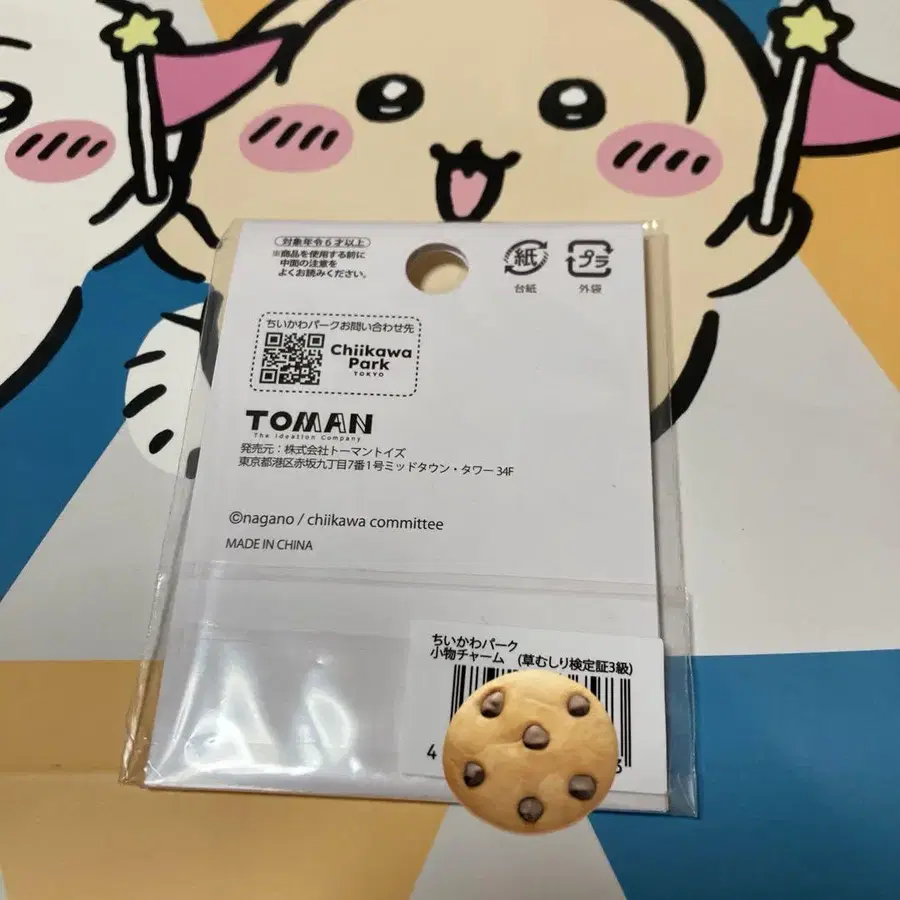 対象年令6才以上
※商品を使用する前に
中面の注意を
よくお読みください。
紙
台紙
プラ
外袋
ちいかわパークお問い合わせ先
Chiikawa
Park
TOKYO
TOMAN
The Ideation Company
発売元:株式会社トーマントイズ
東京都港区赤坂九丁目7番1号ミッドタウン・タワー 34F
©nagano / chiikawa committee
MADE IN CHINA
ちいかわパーク
小物チャーム (草むしり検定証3級)
4
3